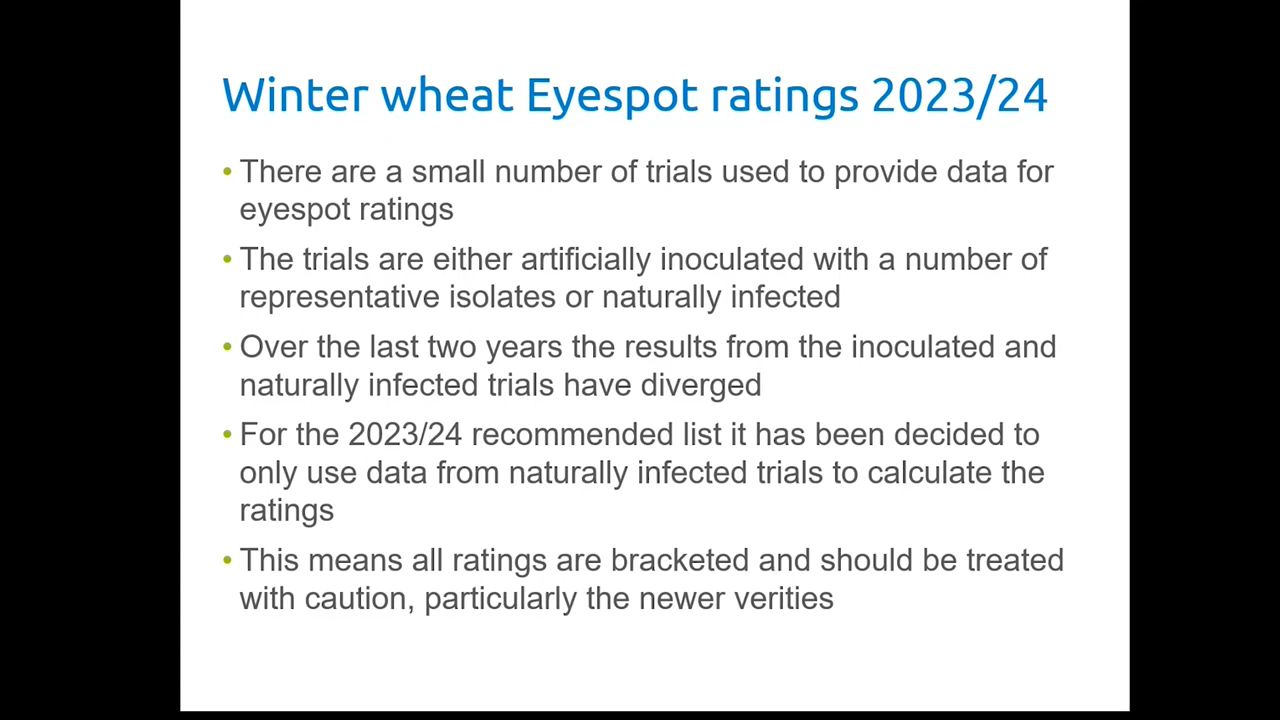 Winter wheat Eyespot ratings 2023/24
• There are a small number of trials used to provide data for
eyespot ratings
• The trials are either artificially inoculated with a number of
representative isolates or naturally infected
• Over the last two years the results from the inoculated and
naturally infected trials have diverged
• For the 2023/24 recommended list it has been decided to
only use data from naturally infected trials to calculate the
ratings
• This means all ratings are bracketed and should be treated
with caution, particularly the newer verities